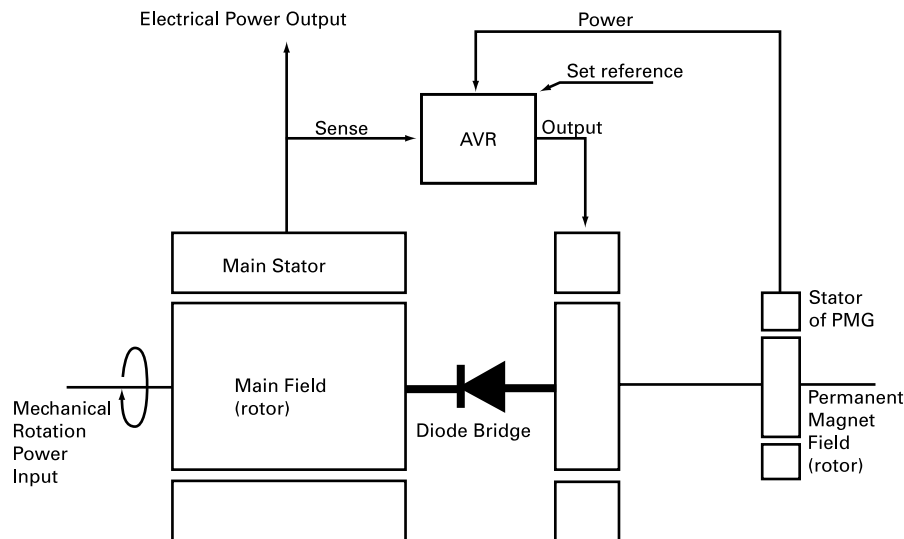 Electrical Power Output
Power
Set reference
Sense
AVR
Output
Main Stator
Stator
of PMG
Main Field
(rotor)
Diode Bridge
Mechanical
Rotation
Power
Input
Permanent
Magnet
Field
(rotor)